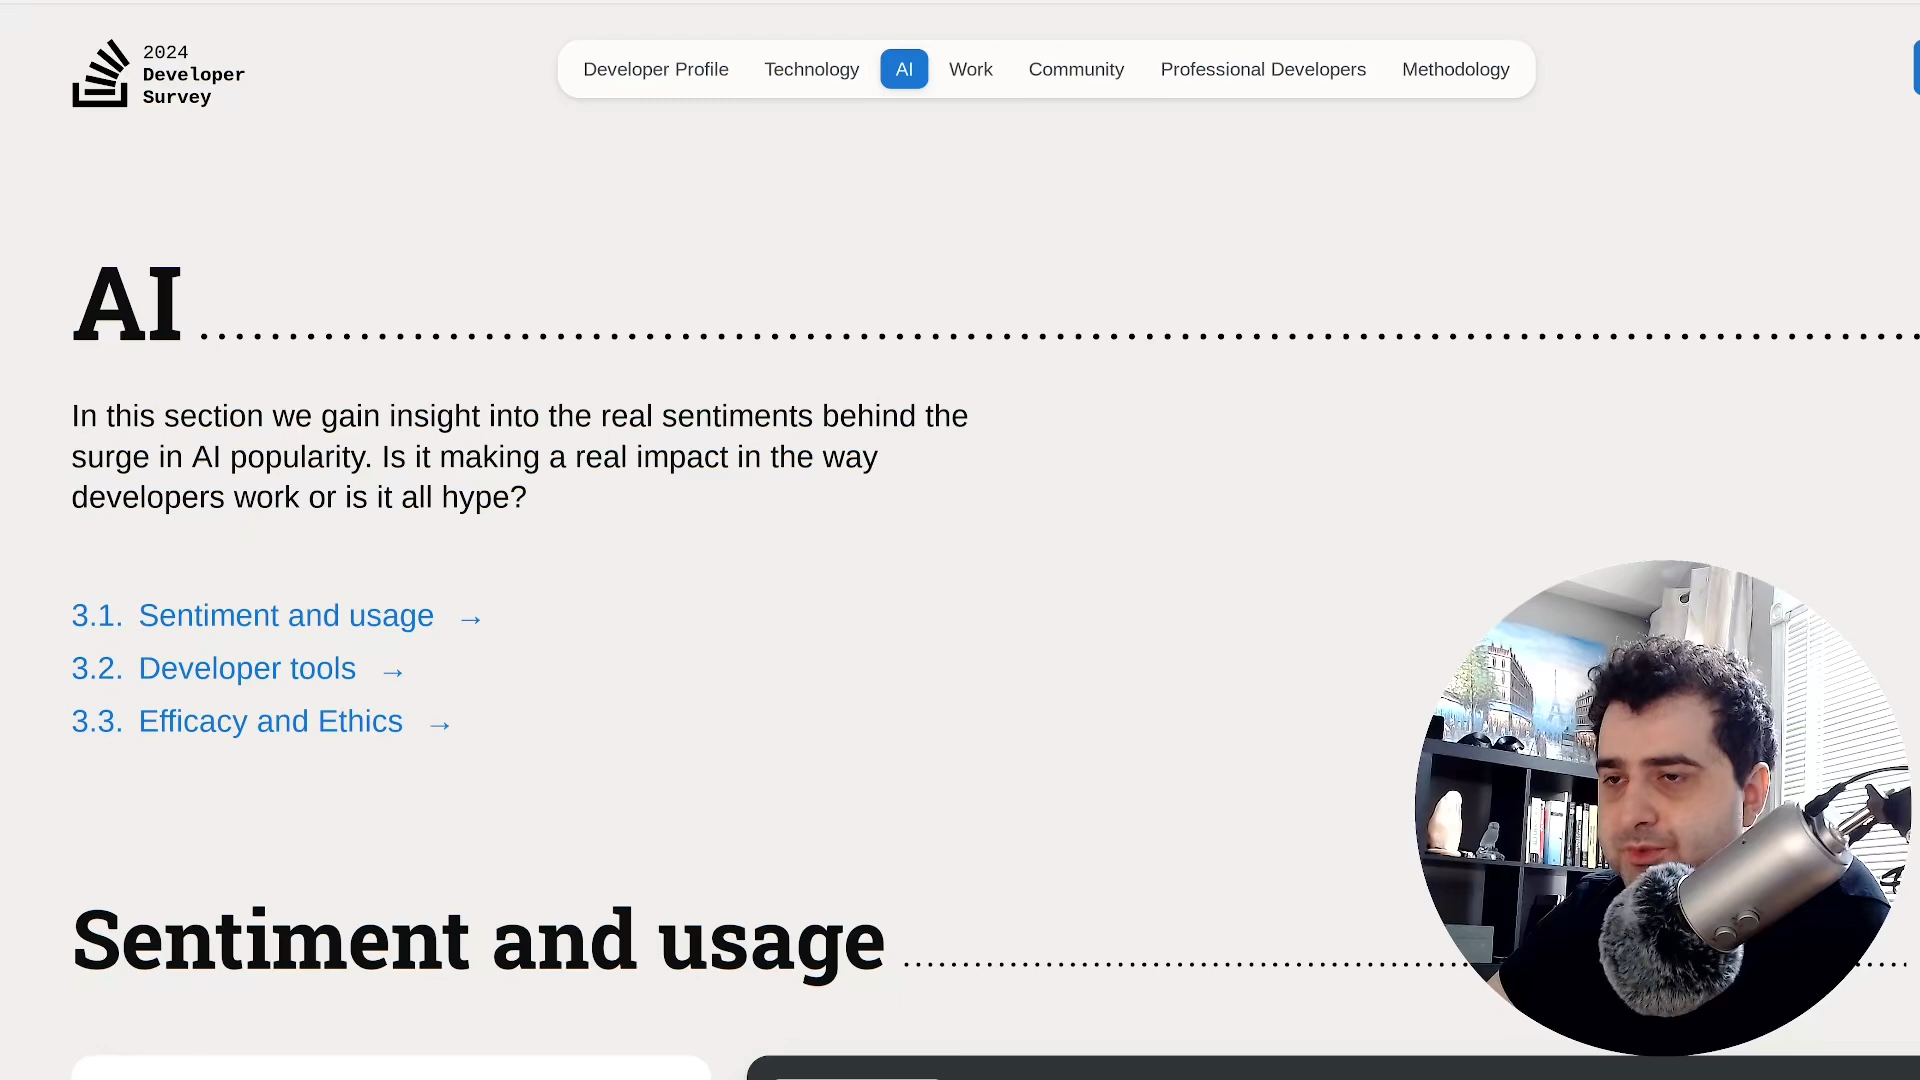 2024
Developer
Survey
Developer Profile
Technology
AI
Work
Community
Professional Developers
Methodology
AI
In this section we gain insight into the real sentiments behind the
surge in AI popularity. Is it making a real impact in the way
developers work or is it all hype?
3.1. Sentiment and usage →
3.2. Developer tools →
3.3. Efficacy and Ethics →
Sentiment and usage